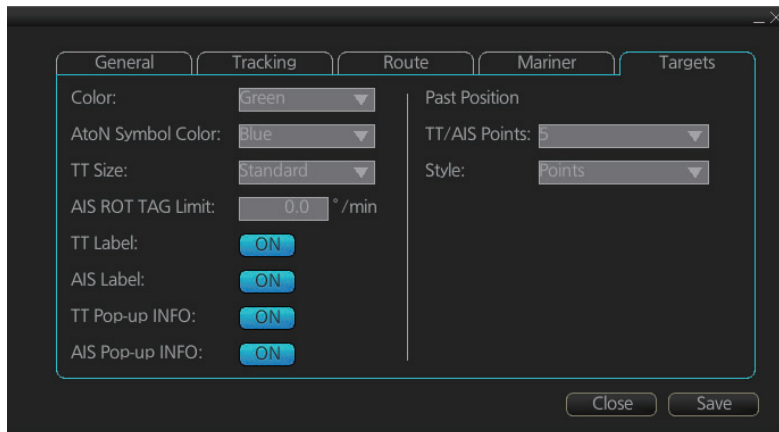 General Tracking Route Mariner Targets
Color: Green
AtoN Symbol Color: Blue
TT Size: Standard
AIS ROT TAG Limit: 0.0 °/min
TT Label: ON
AIS Label: ON
TT Pop-up INFO: ON
AIS Pop-up INFO: ON
Past Position
TT/AIS Points: 5
Style: Points
Close Save